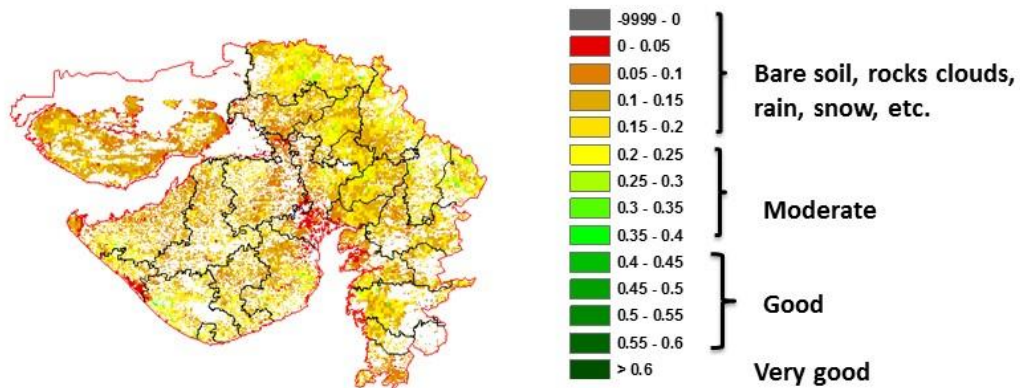 -9999 - 0
0 - 0.05
0.05 - 0.1
0.1 - 0.15
0.15 - 0.2
0.2 - 0.25
0.25 - 0.3
0.3 - 0.35
0.35 - 0.4
0.4 - 0.45
0.45 - 0.5
0.5 - 0.55
0.55 - 0.6
> 0.6
Bare soil, rocks clouds,
rain, snow, etc.
Moderate
Good
Very good